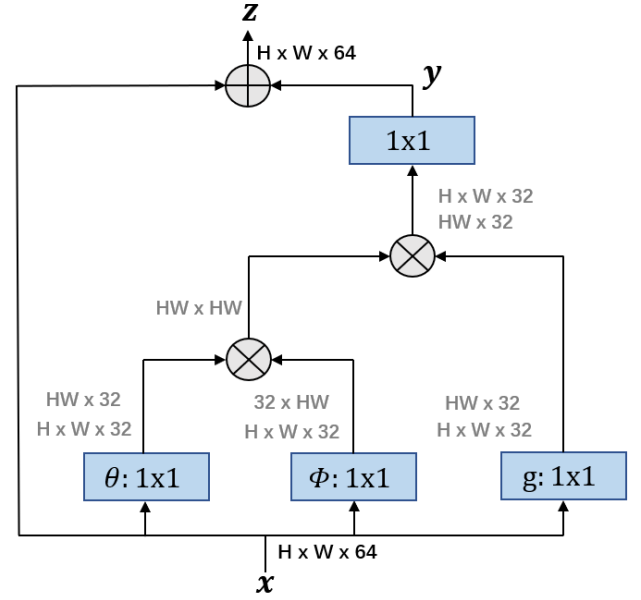 z
H x W x 64
y
1x1
H x W x 32
HW x 32
HW x HW
HW x 32
H x W x 32
32 x HW
H x W x 32
HW x 32
H x W x 32
θ: 1x1
Φ: 1x1
g: 1x1
H x W x 64
x